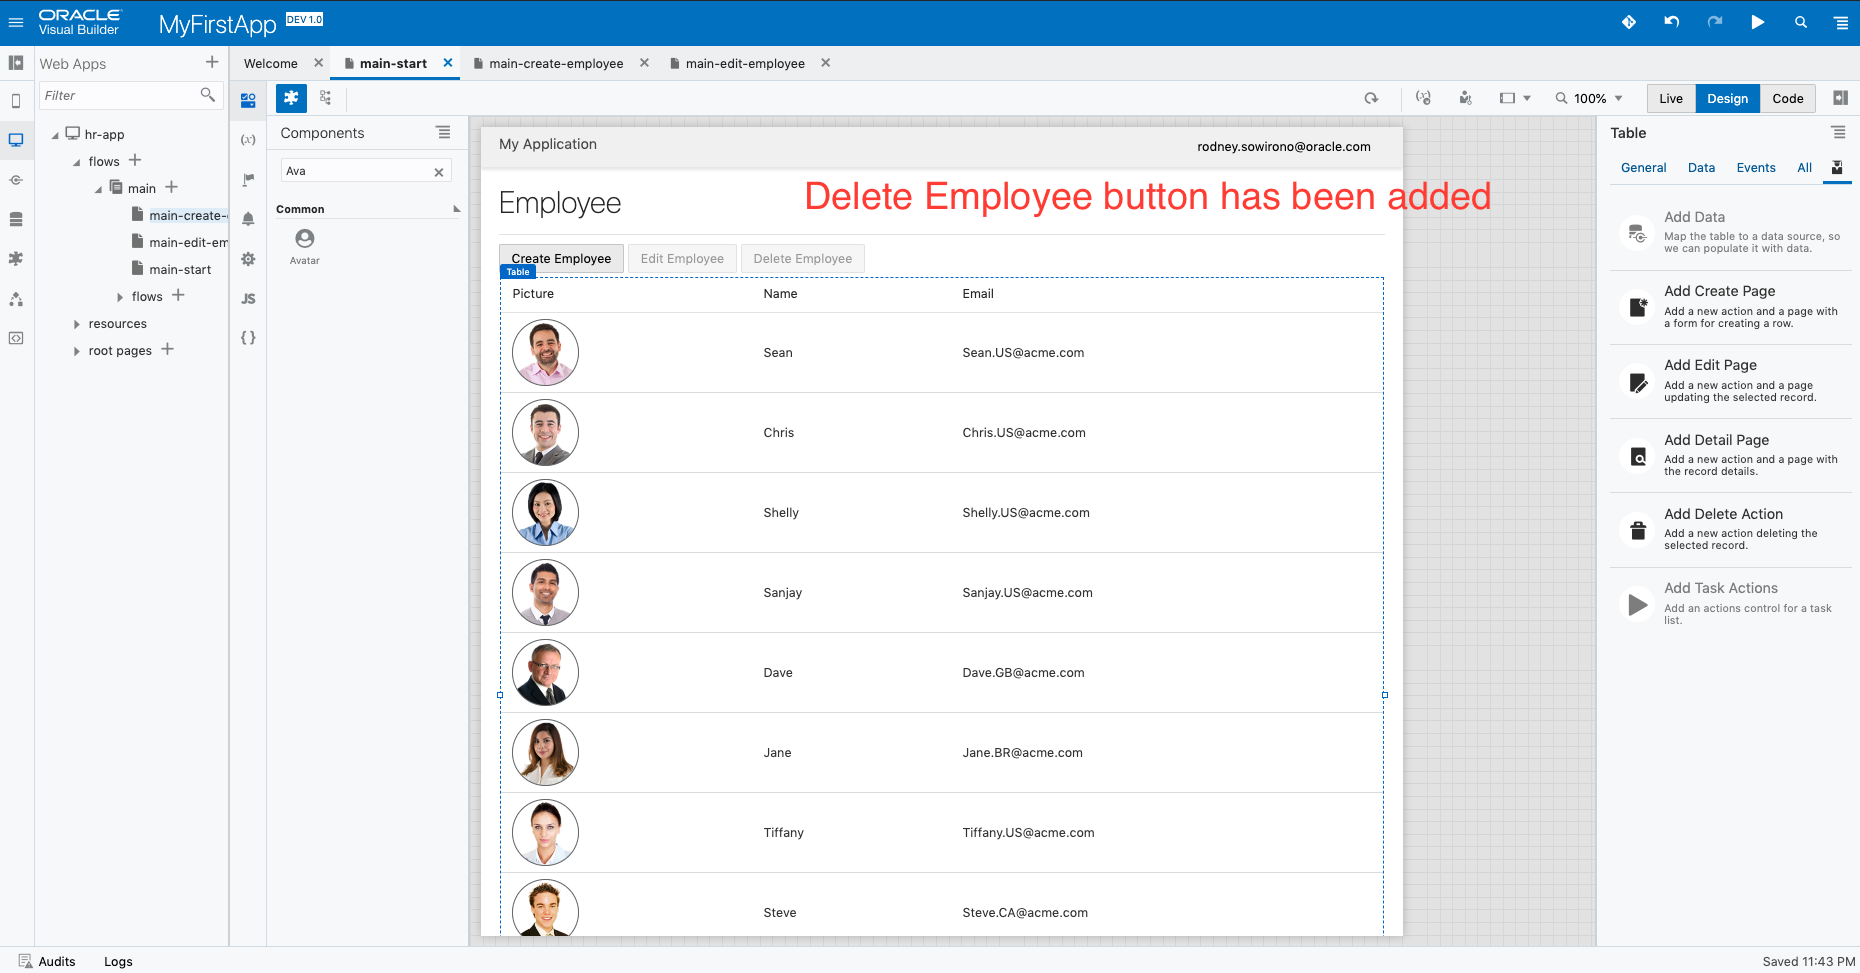 ORACLE
Visual Builder
MyFirstApp DEV 1.0
Web Apps
Welcome
main-start
main-create-employee
main-edit-employee
Filter
100%
Live Design Code
hr-app
flows
main
main-create-
main-edit-em
main-start
flows
resources
root pages
(x)
JS
{ }
Components
Ava
Common
Avatar
My Application
rodney.sowirono@oracle.com
Employee
Delete Employee button has been added
Create Employee Edit Employee Delete Employee
Table
Picture Name Email
Sean Sean.US@acme.com
Chris Chris.US@acme.com
Shelly Shelly.US@acme.com
Sanjay Sanjay.US@acme.com
Dave Dave.GB@acme.com
Jane Jane.BR@acme.com
Tiffany Tiffany.US@acme.com
Steve Steve.CA@acme.com
Table
General Data Events All
Add Data
Map the table to a data source, so
we can populate it with data.
Add Create Page
Add a new action and a page with
a form for creating a row.
Add Edit Page
Add a new action and a page
updating the selected record.
Add Detail Page
Add a new action and a page with
the record details.
Add Delete Action
Add a new action deleting the
selected record.
Add Task Actions
Add an actions control for a task
list.
Audits Logs
Saved 11:43 PM